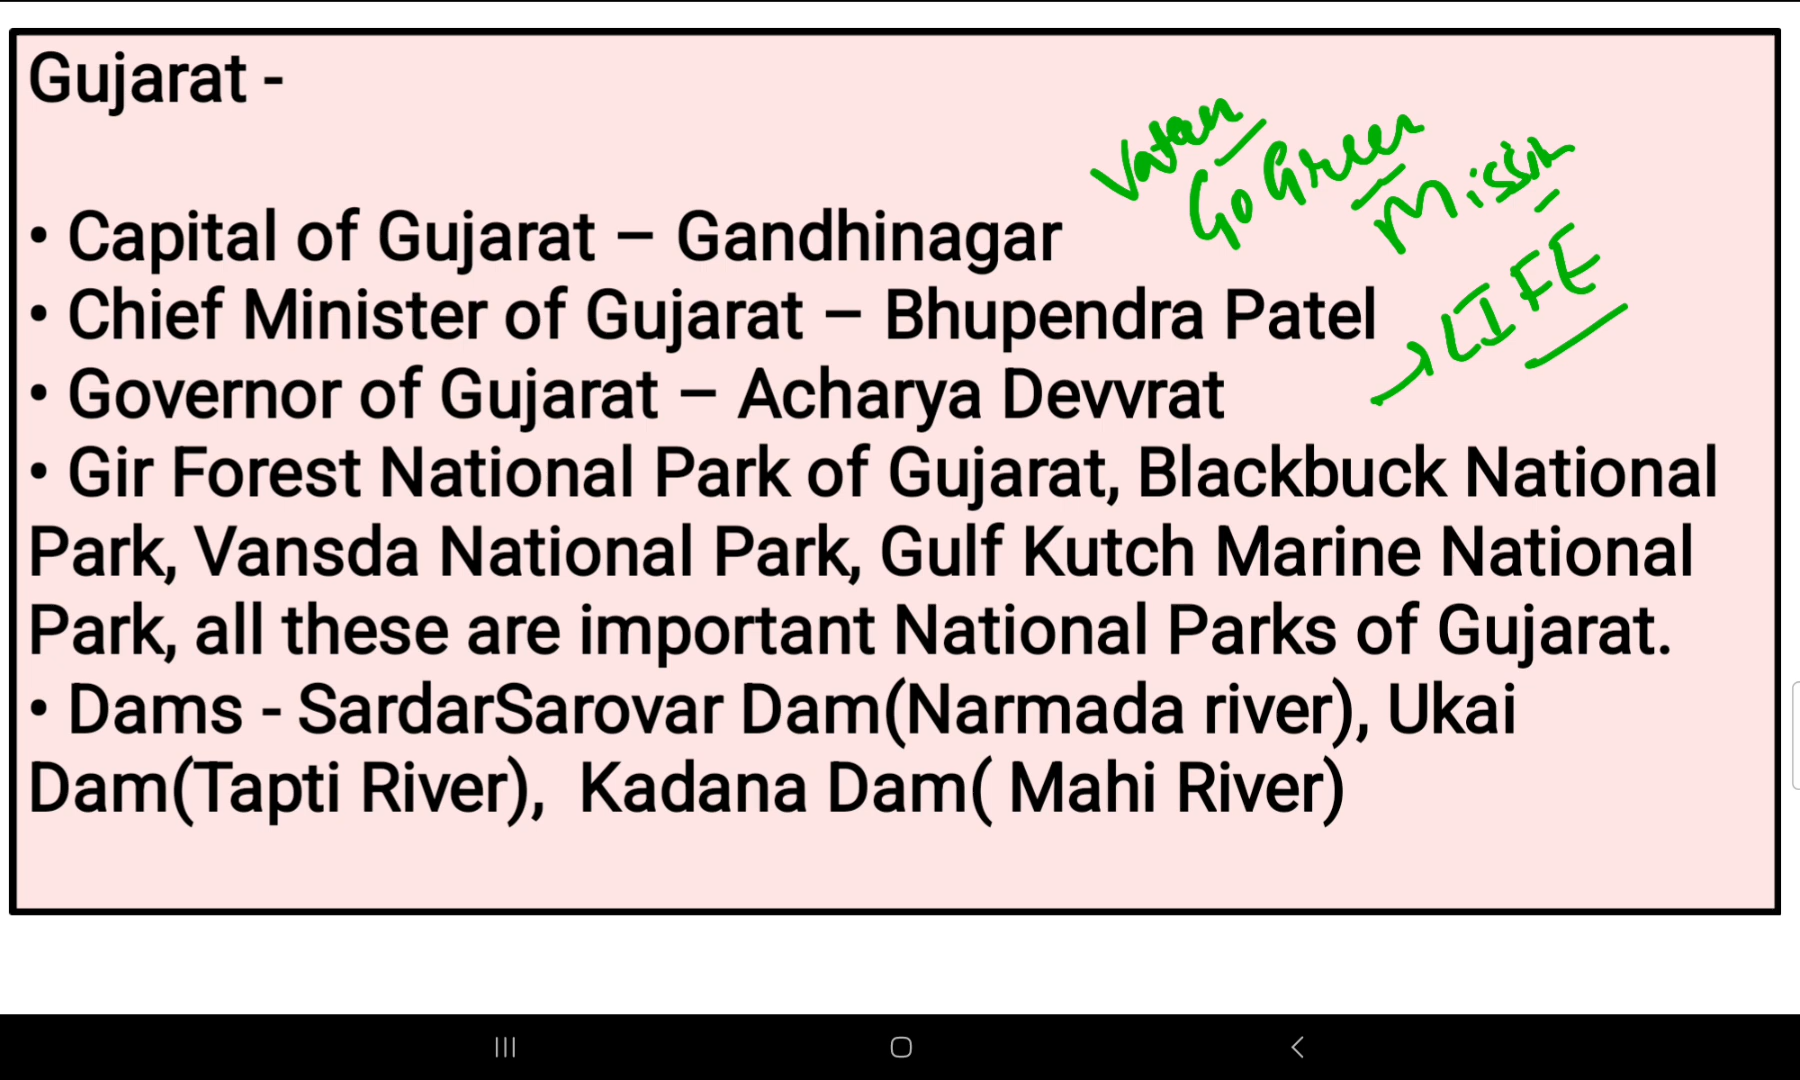 Gujarat -
Vatan
Go Green
Missin
• Capital of Gujarat – Gandhinagar
LIFE
• Chief Minister of Gujarat – Bhupendra Patel
• Governor of Gujarat – Acharya Devvrat
• Gir Forest National Park of Gujarat, Blackbuck National
Park, Vansda National Park, Gulf Kutch Marine National
Park, all these are important National Parks of Gujarat.
• Dams - SardarSarovar Dam(Narmada river), Ukai
Dam(Tapti River),  Kadana Dam( Mahi River)